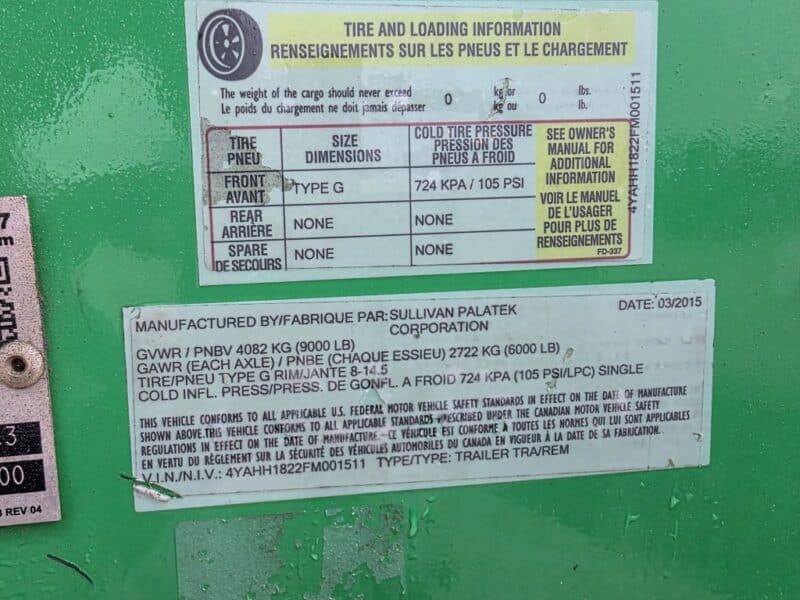 TIRE AND LOADING INFORMATION
RENSEIGNEMENTS SUR LES PNEUS ET LE CHARGEMENT
The weight of the cargo should never exceed 0 kg or 0 lbs.
Le poids du chargement ne doit jamais dépasser kg ou lb.
TIRE PNEU
SIZE DIMENSIONS
COLD TIRE PRESSURE
PRESSION DES
PNEUS A FROID
FRONT AVANT
TYPE G
724 KPA / 105 PSI
REAR ARRIÈRE
NONE
NONE
SPARE DE SECOURS
NONE
NONE
SEE OWNER'S
MANUAL FOR
ADDITIONAL
INFORMATION
VOIR LE MANUEL
DE L'USAGER
POUR PLUS DE
RENSEIGNEMENTS
FD-337
4YAHH1822FM001511
MANUFACTURED BY/FABRIQUE PAR: SULLIVAN PALATEK DATE: 03/2015
CORPORATION
GVWR / PNBV 4082 KG (9000 LB)
GAWR (EACH AXLE) / PNBE (CHAQUE ESSIEU) 2722 KG (6000 LB)
TIRE/PNEU TYPE G RIM/JANTE 8-14.5
COLD INFL. PRESS/PRESS. DE GONFL. A FROID 724 KPA (105 PSI/LPC) SINGLE
THIS VEHICLE CONFORMS TO ALL APPLICABLE U.S. FEDERAL MOTOR VEHICLE SAFETY STANDARDS IN EFFECT ON THE DATE OF MANUFACTURE
SHOWN ABOVE. THIS VEHICLE CONFORMS TO ALL APPLICABLE STANDARDS PRESCRIBED UNDER THE CANADIAN MOTOR VEHICLE SAFETY
REGULATIONS IN EFFECT ON THE DATE OF MANUFACTURE.-CE VÉHICULE EST CONFORME À TOUTES LES NORMES QUI LUI SONT APPLICABLES
EN VERTU DU RÈGLEMENT SUR LA SÉCURITÉ DES VÉHICULES AUTOMOBILES DU CANADA EN VIGUEUR À LA DATE DE SA FABRICATION.
V.I.N./N.I.V.: 4YAHH1822FM001511 TYPE/TYPE: TRAILER TRA/REM
7
m
3
00
REV 04